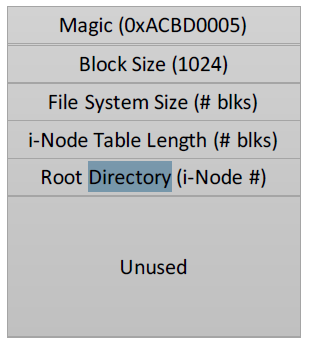 Magic (0xACBD0005)
Block Size (1024)
File System Size (# blks)
i-Node Table Length (# blks)
Root Directory (i-Node #)
Unused